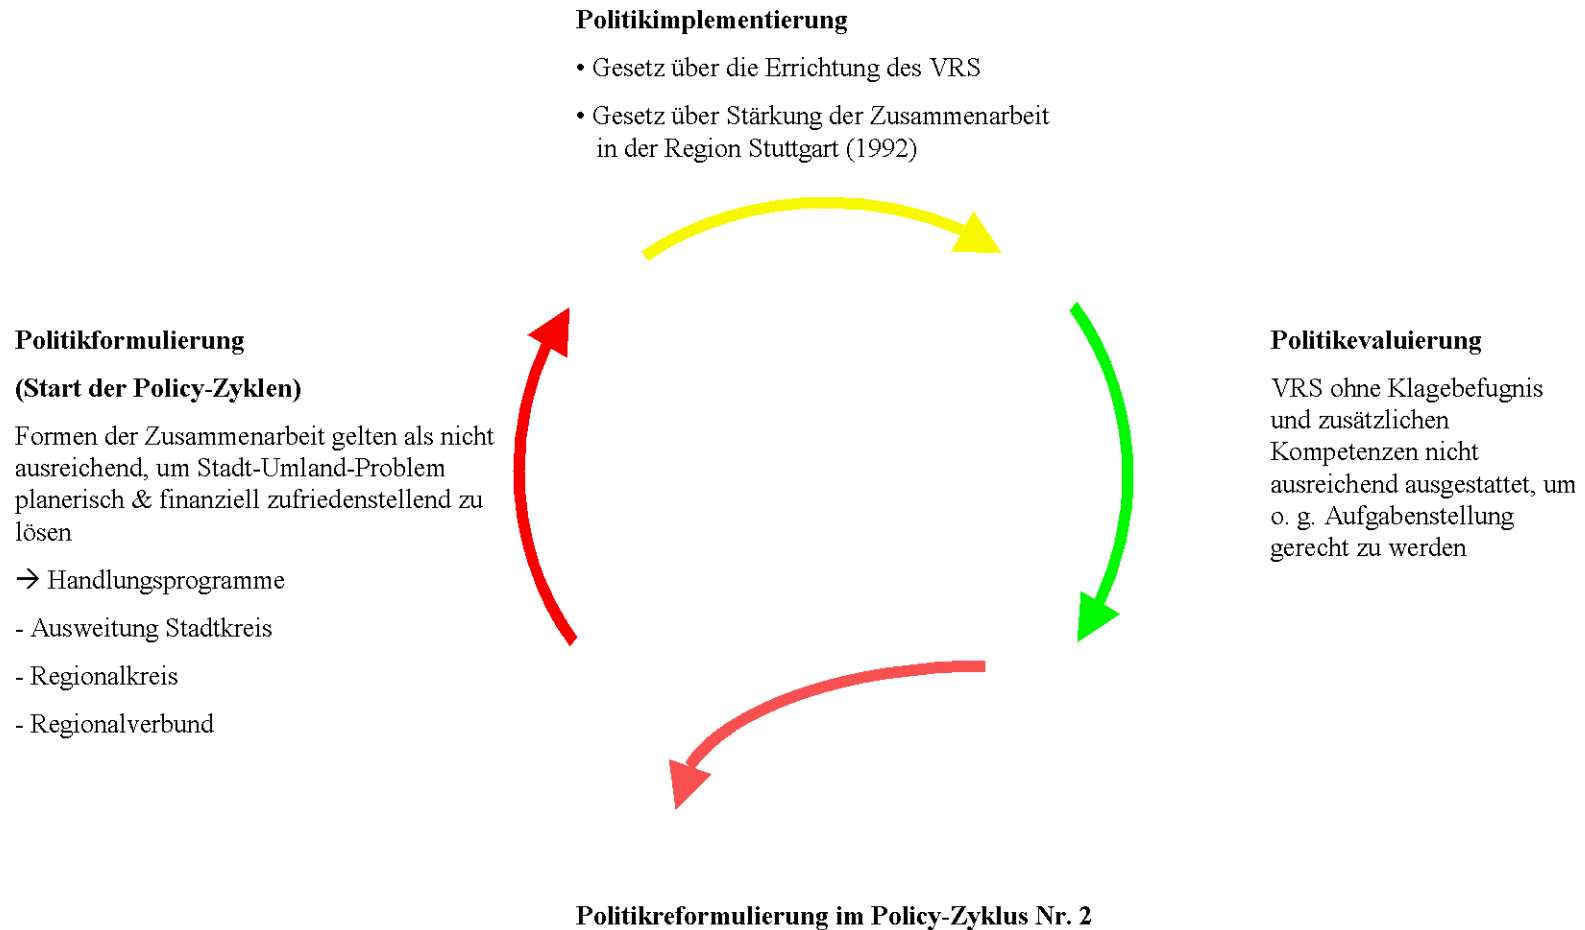 Politikimplementierung
• Gesetz über die Errichtung des VRS
• Gesetz über Stärkung der Zusammenarbeit
in der Region Stuttgart (1992)
Politikformulierung
(Start der Policy-Zyklen)
Formen der Zusammenarbeit gelten als nicht
ausreichend, um Stadt-Umland-Problem
planerisch & finanziell zufriedenstellend zu
lösen
→ Handlungsprogramme
- Ausweitung Stadtkreis
- Regionalkreis
- Regionalverbund
Politikevaluierung
VRS ohne Klagebefugnis
und zusätzlichen
Kompetenzen nicht
ausreichend ausgestattet, um
o. g. Aufgabenstellung
gerecht zu werden
Politikreformulierung im Policy-Zyklus Nr. 2